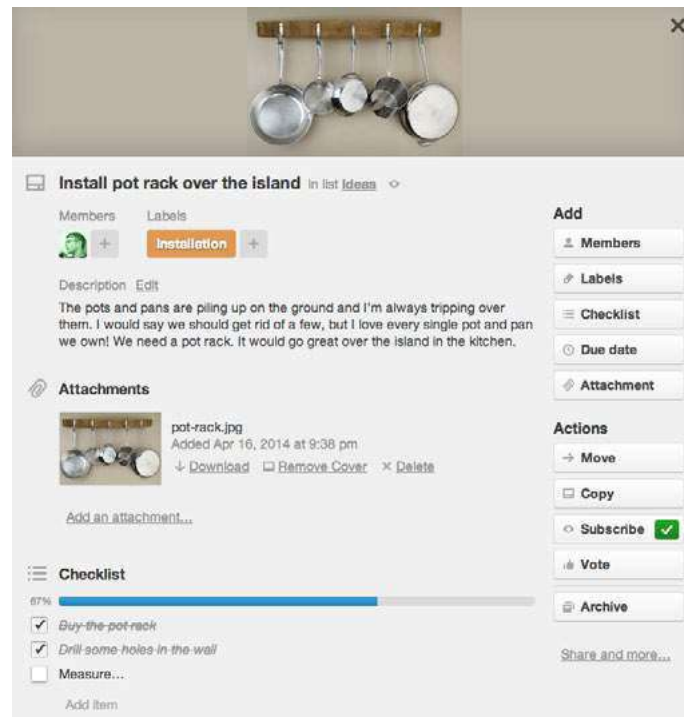 Install pot rack over the island in list Ideas
Members Labels
Installation
Description Edit
The pots and pans are piling up on the ground and I'm always tripping over
them. I would say we should get rid of a few, but I love every single pot and pan
we own! We need a pot rack. It would go great over the island in the kitchen.
Attachments
pot-rack.jpg
Added Apr 16, 2014 at 9:38 pm
Download Remove Cover Delete
Add an attachment...
Checklist
67%
Buy the pot rack
Drill some holes in the wall
Measure...
Add item
Add
Members
Labels
Checklist
Due date
Attachment
Actions
Move
Copy
Subscribe
Vote
Archive
Share and more...